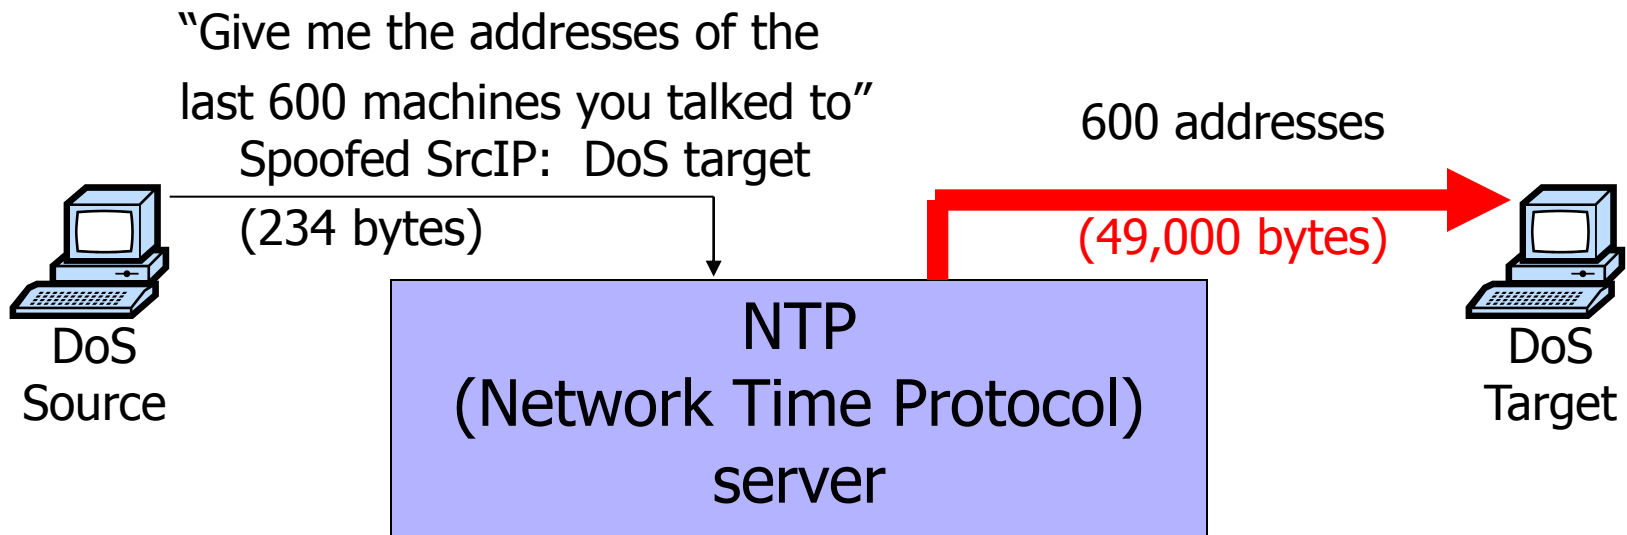 “Give me the addresses of the
last 600 machines you talked to”
Spoofed SrcIP: DoS target
(234 bytes)
600 addresses
(49,000 bytes)
DoS
Source
NTP
(Network Time Protocol)
server
DoS
Target